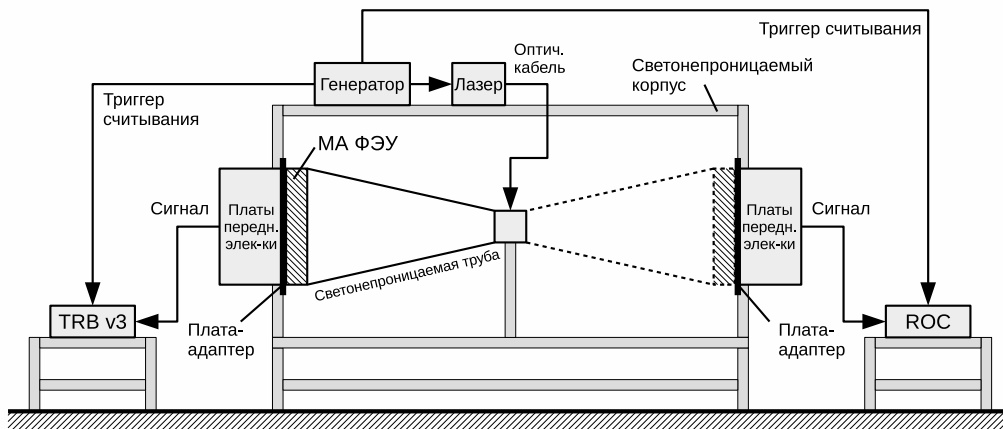 Триггер считывания
Оптич.
кабель
Светонепроницаемый
корпус
Генератор
Лазер
Триггер
считывания
МА ФЭУ
Сигнал
Платы
передн.
элек-ки
Платы
передн.
элек-ки
Сигнал
Светонепроницаемая труба
TRB v3
Плата-
адаптер
Плата-
адаптер
ROC